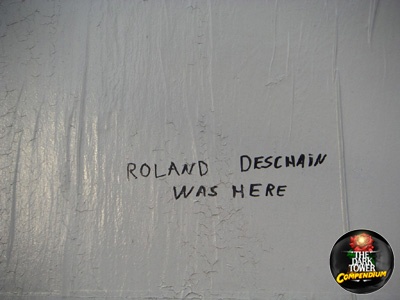 ROLAND DESCHAIN
WAS HERE
THE
DARK
TOWER
COMPENDIUM